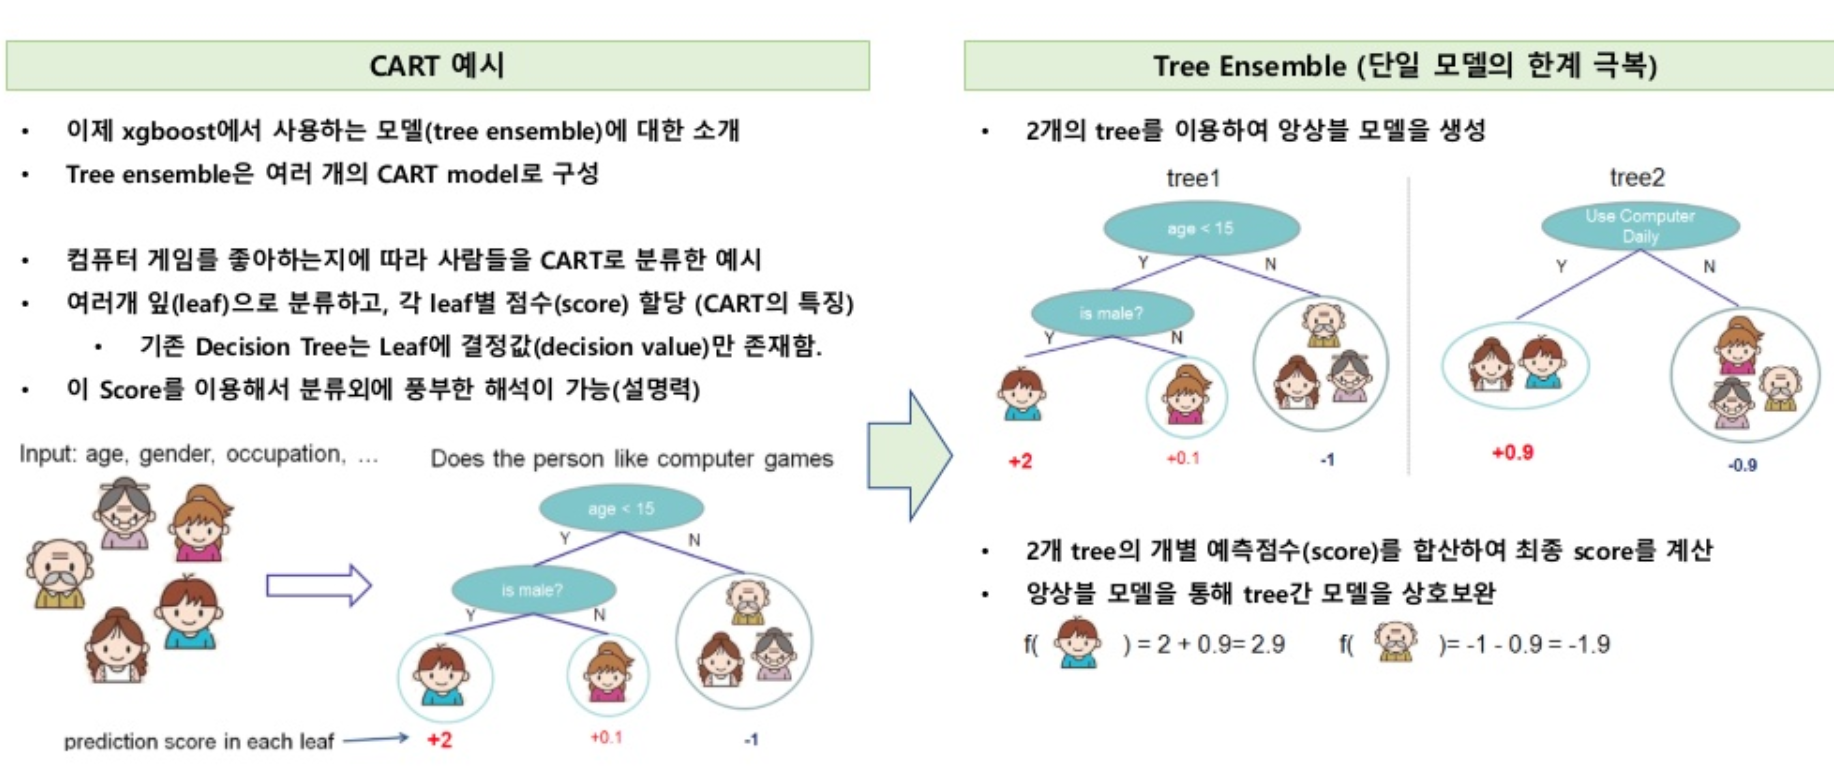 CART 예시
• 이제 xgboost에서 사용하는 모델(tree ensemble)에 대한 소개
• Tree ensemble은 여러 개의 CART model로 구성
• 컴퓨터 게임를 좋아하는지에 따라 사람들을 CART로 분류한 예시
• 여러개 잎(leaf)으로 분류하고, 각 leaf별 점수(score) 할당 (CART의 특징)
• 기존 Decision Tree는 Leaf에 결정값(decision value)만 존재함.
• 이 Score를 이용해서 분류외에 풍부한 해석이 가능(설명력)
Input: age, gender, occupation, ...
Does the person like computer games
age < 15
Y
N
is male?
Y
N
prediction score in each leaf
+2
+0.1
-1
Tree Ensemble (단일 모델의 한계 극복)
• 2개의 tree를 이용하여 앙상블 모델을 생성
tree1
age < 15
Y
N
is male?
Y
N
+2
+0.1
-1
tree2
Use Computer
Daily
Y
N
+0.9
-0.9
• 2개 tree의 개별 예측점수(score)를 합산하여 최종 score를 계산
• 앙상블 모델을 통해 tree간 모델을 상호보완
f( ) = 2 + 0.9= 2.9
f( )= -1 - 0.9 = -1.9